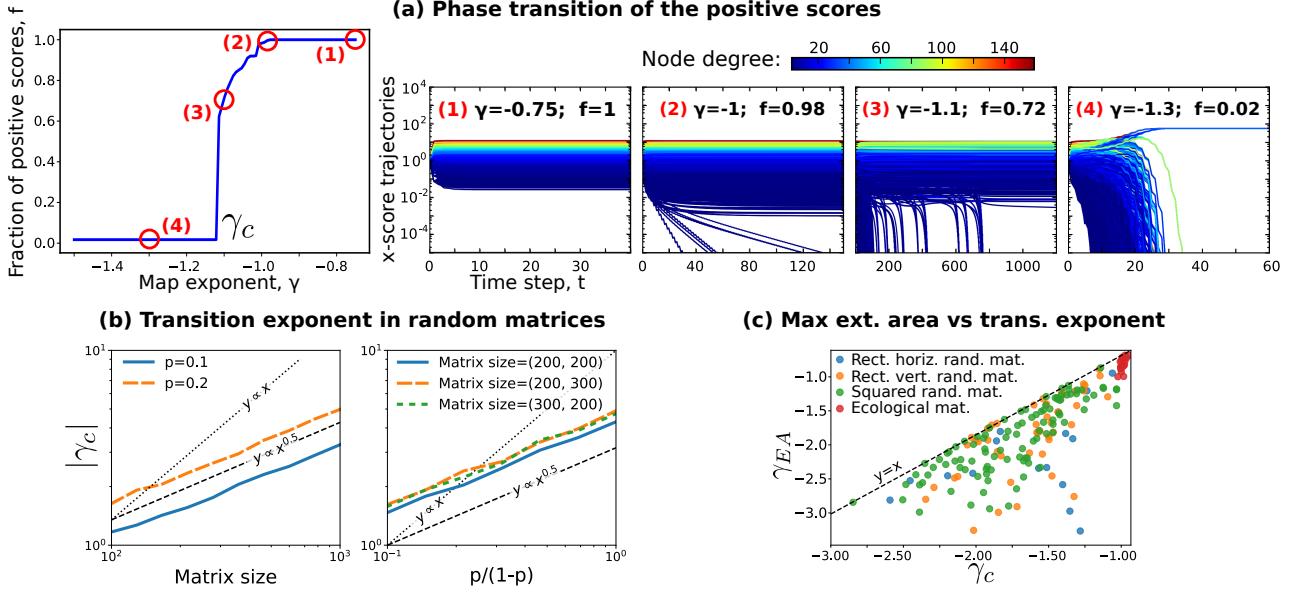 (a) Phase transition of the positive scores
Fraction of positive scores, f
1.0
0.8
0.6
0.4
0.2
0.0
(1)
(2)
(3)
(4)
γc
−1.4
−1.2
−1.0
−0.8
Map exponent, γ
Node degree:
20
60
100
140
x-score trajectories
10^4
10^2
10^0
10^-2
10^-4
(1) γ=-0.75; f=1
(2) γ=-1; f=0.98
(3) γ=-1.1; f=0.72
(4) γ=-1.3; f=0.02
0 10 20 30
0 60 120
200 600 1000
0 20 40 60
Time step, t
(b) Transition exponent in random matrices
|γc|
10^1
10^0
p=0.1
p=0.2
y ∝ x
y ∝ x^0.5
10^2
10^3
Matrix size
10^1
10^0
Matrix size=(200, 200)
Matrix size=(200, 300)
Matrix size=(300, 200)
y ∝ x
y ∝ x^0.5
10^-1
10^0
p/(1-p)
(c) Max ext. area vs trans. exponent
γEA
−1.0
−1.5
−2.0
−2.5
−3.0
Rect. horiz. rand. mat.
Rect. vert. rand. mat.
Squared rand. mat.
Ecological mat.
y=x
−3.00
−2.50
−2.00
−1.50
−1.00
γc